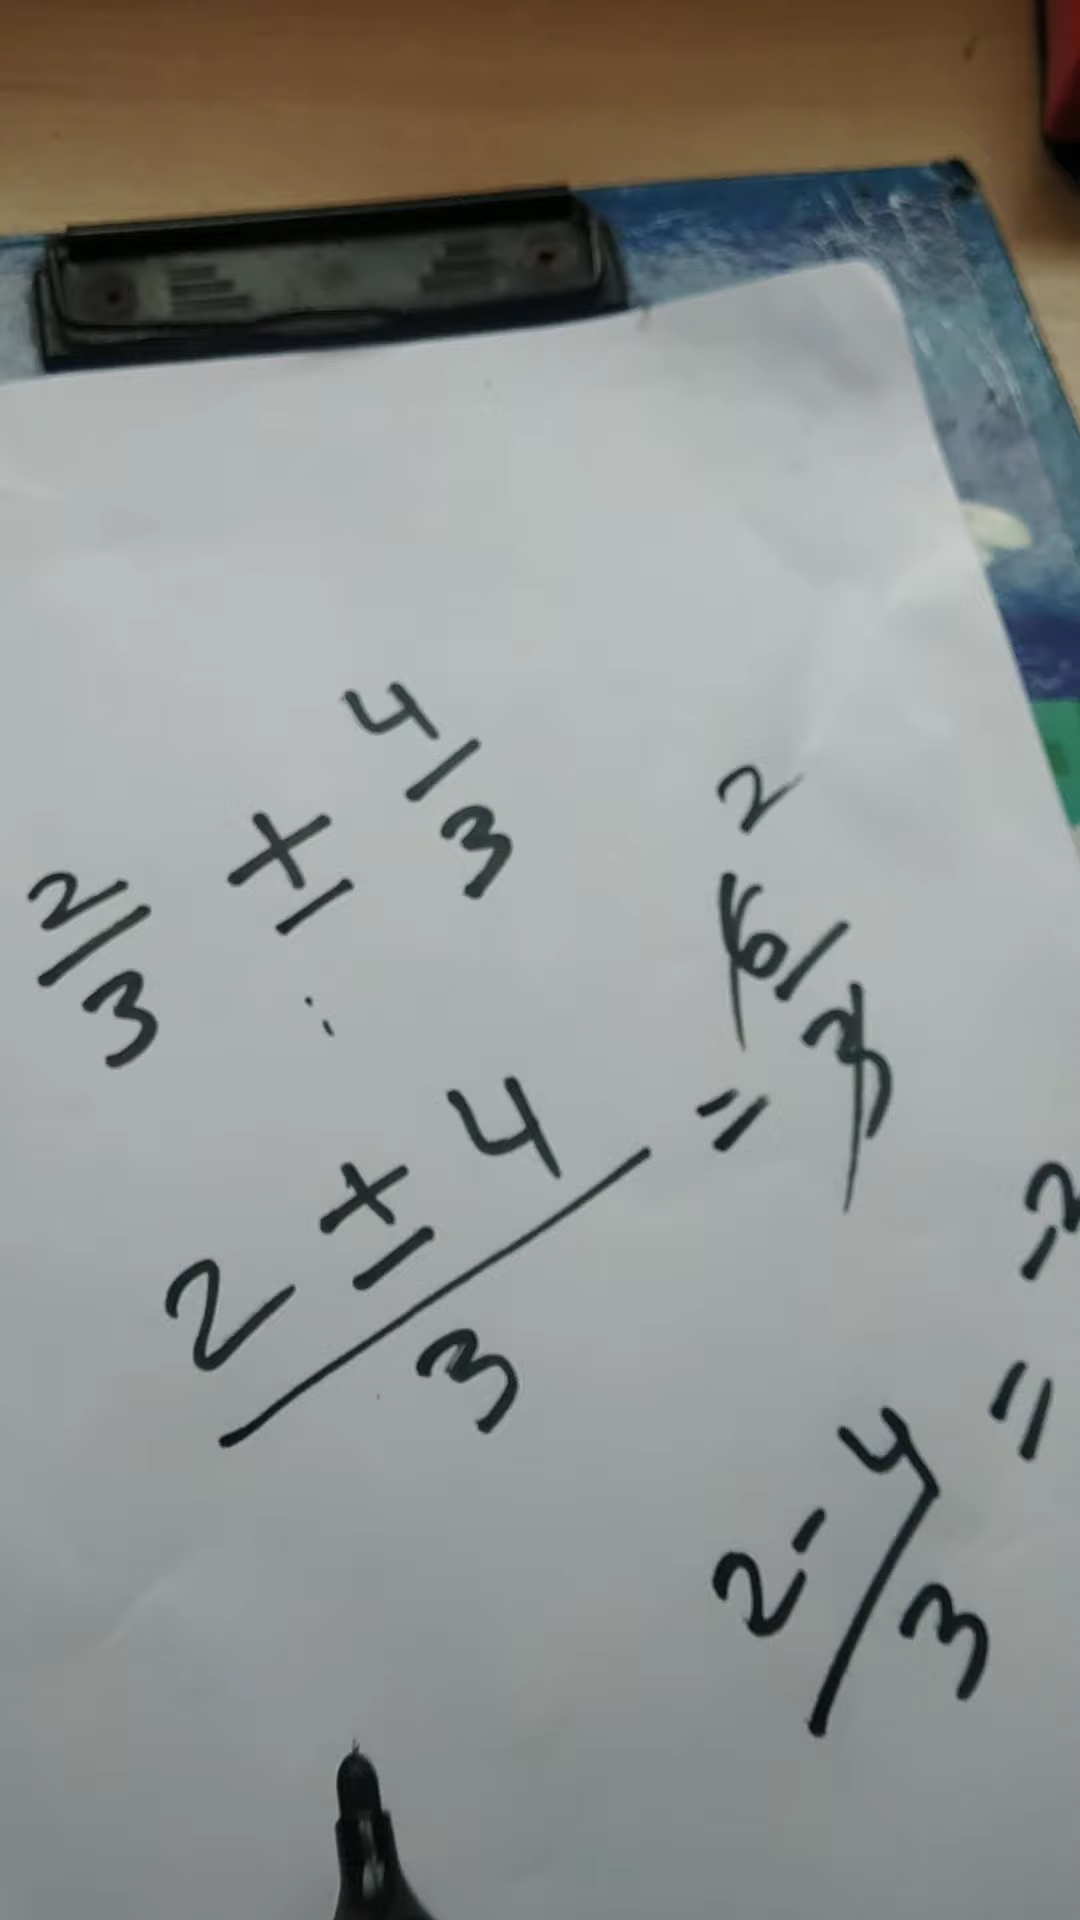 2/3 ± 4/3
2 ± 4 / 3 = 6/3 2
2 - 4 / 3 = -2